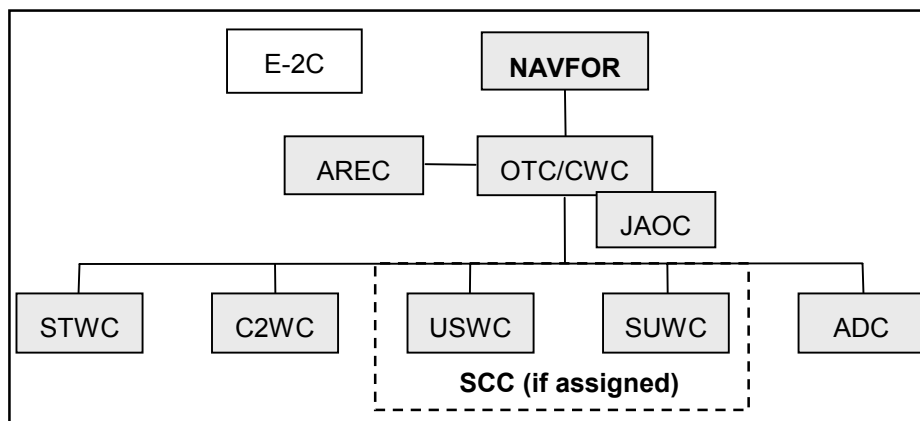 E-2C
NAVFOR
AREC
OTC/CWC
JAOC
STWC
C2WC
USWC
SUWC
ADC
SCC (if assigned)